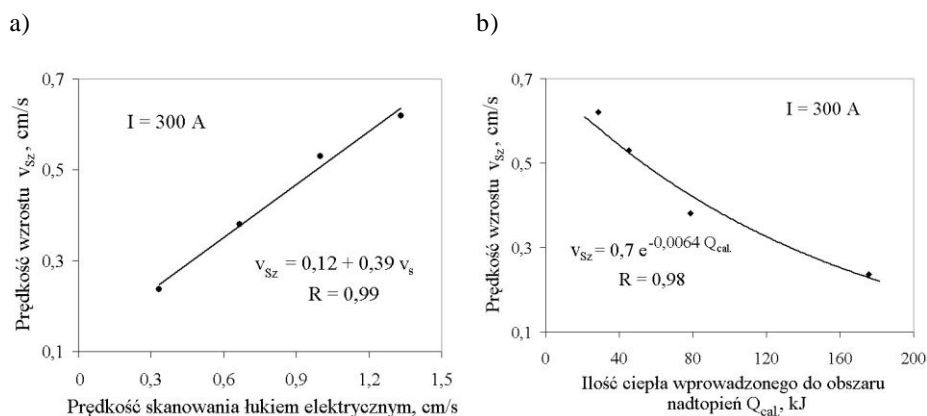 a)
b)
0,7
0,5
0,3
0,1
I = 300 A
v_Sz = 0,12 + 0,39 v_s
R = 0,99
0 0,3 0,6 0,9 1,2 1,5
Prędkość wzrostu v_Sz, cm/s
Prędkość skanowania łukiem elektrycznym, cm/s
0,7
0,5
0,3
0,1
I = 300 A
v_Sz = 0,7 e^-0,0064 Q_cal.
R = 0,98
0 40 80 120 160 200
Prędkość wzrostu v_Sz, cm/s
Ilość ciepła wprowadzonego do obszaru
nadtopień Q_cal., kJ